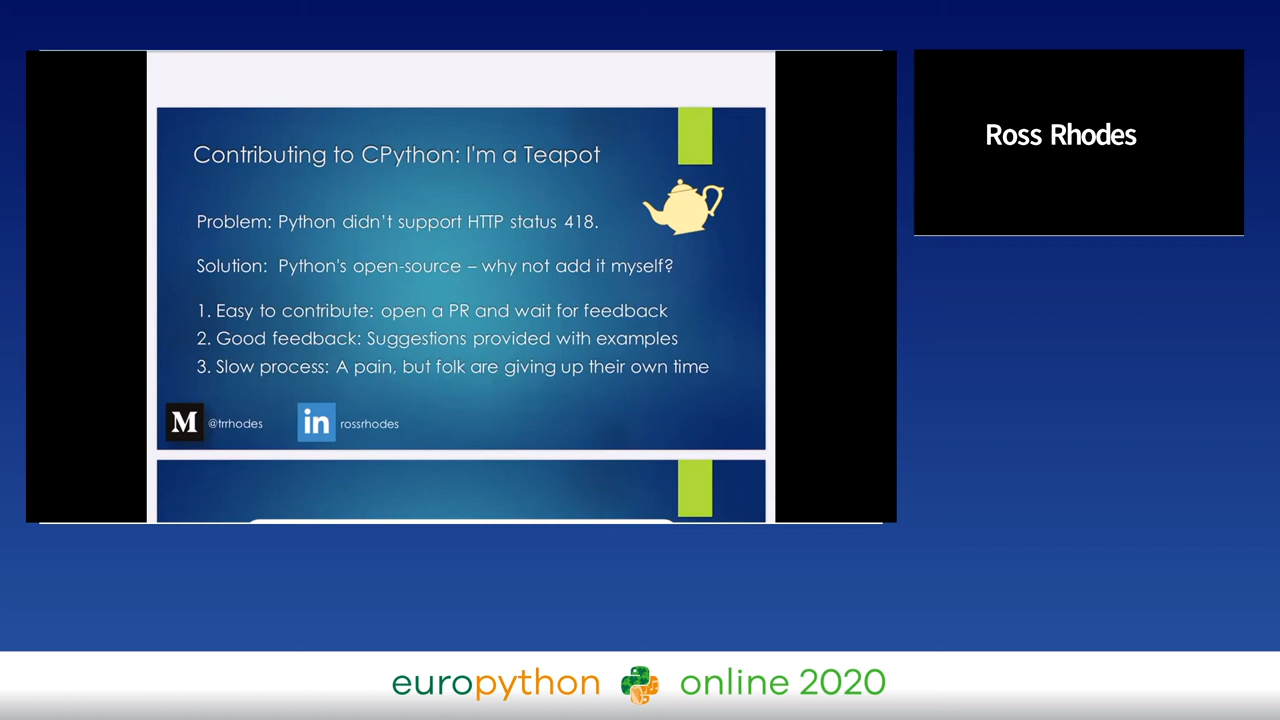 Contributing to CPython: I'm a Teapot
Problem: Python didn't support HTTP status 418.
Solution: Python's open-source – why not add it myself?
1. Easy to contribute: open a PR and wait for feedback
2. Good feedback: Suggestions provided with examples
3. Slow process: A pain, but folk are giving up their own time
M @trrhodes
in rossrhodes
Ross Rhodes
europython online 2020